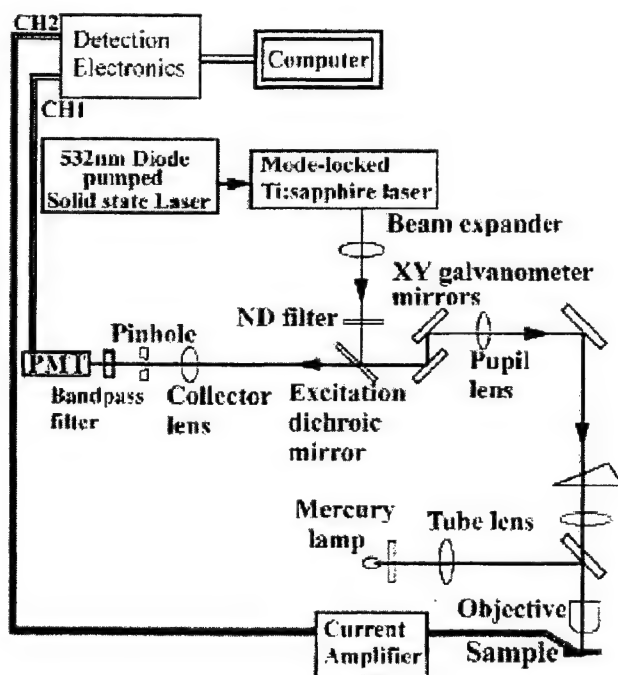 CH2
Detection
Electronics
Computer
CH1
532nm Diode
pumped
Solid state Laser
Mode-locked
Ti:sapphire laser
Beam expander
XY galvanometer
mirrors
ND filter
Pinhole
PMT
Bandpass
filter
Collector
lens
Excitation
dichroic
mirror
Pupil
lens
Mercury
lamp
Tube lens
Objective
Current
Amplifier
Sample